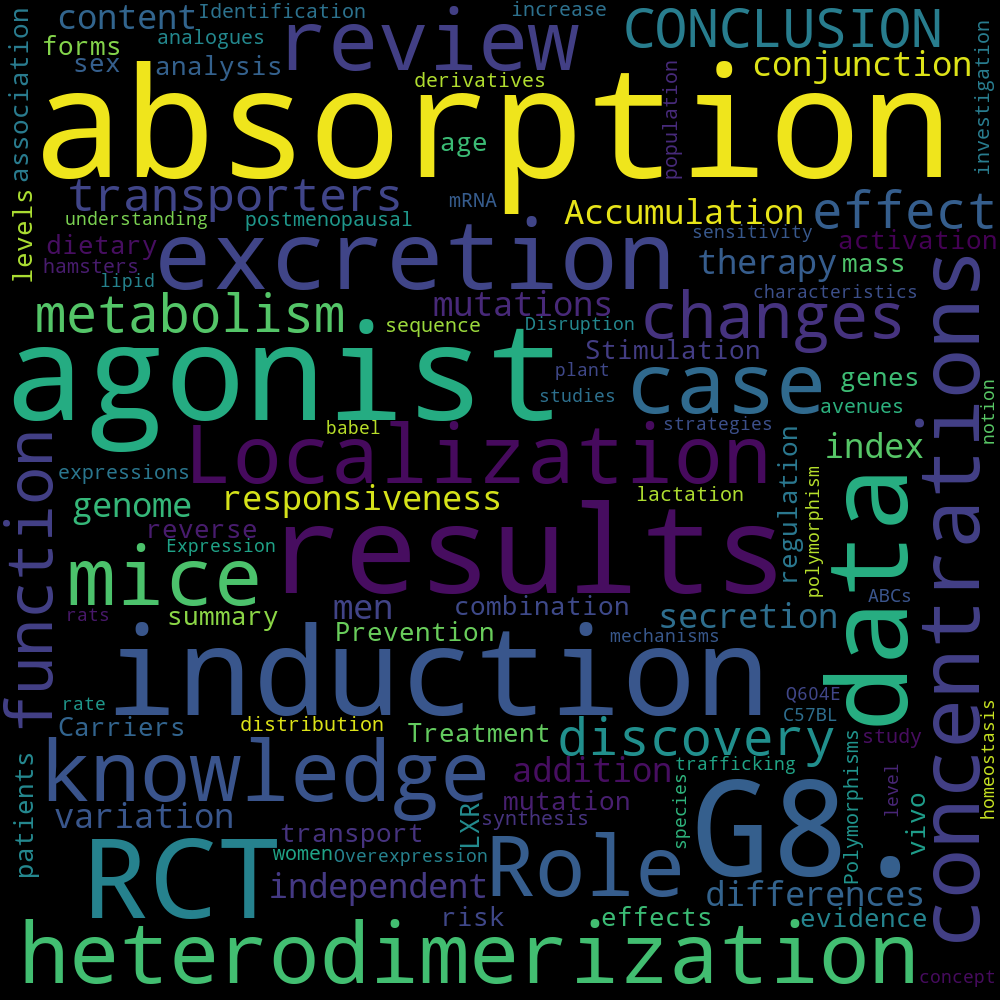 content
Identification
increase
CONCLUSION
review
forms
analogues
sex
analysis
derivatives
conjunction
association
investigation
absorption
age
population
transporters
mRNA
Accumulation
effect
levels
understanding
postmenopausal
sensitivity
activation
dietary
hamsters
lipid
excretion
therapy
mass
characteristics
metabolism
mutations
changes
sequence
Disruption
Stimulation
agonist
plant
studies
case
genes
avenues
notion
babel
strategies
Localization
index
expressions
genome
responsiveness
lactation
regulation
polymorphism
reverse
Expression
results
data
concentrations
function
mice
rats
summary
men
combination
secretion
ABCs
Prevention
mechanisms
induction
rate
Carriers
distribution
Treatment
discovery
Q6O4E
C57BL
study
homeostasis
knowledge
addition
trafficking
variation
mutation
species
level
patients
transport
synthesis
LXR
G8.
Polymorphisms
vivo
RCT
women
Overexpression
independent
Role
differences
risk
effects
evidence
heterodimerization
concept